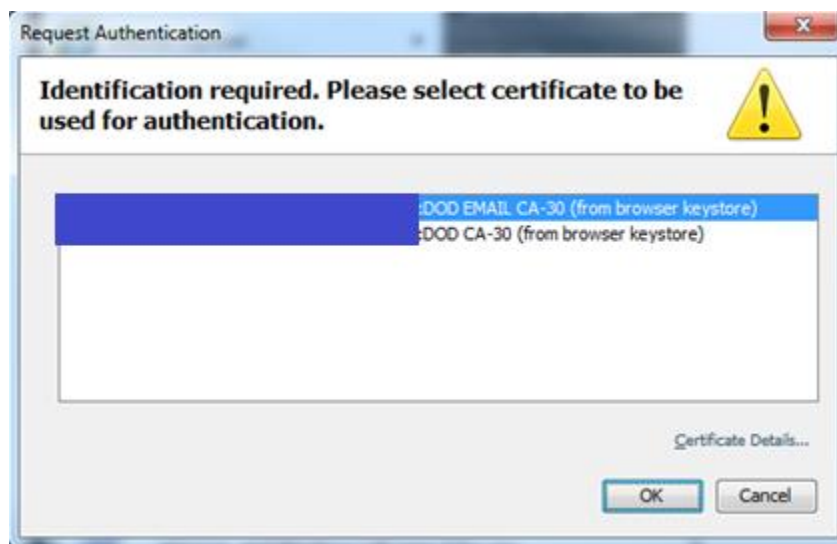 Request Authentication
Identification required. Please select certificate to be
used for authentication.
:DOD EMAIL CA-30 (from browser keystore)
:DOD CA-30 (from browser keystore)
Certificate Details...
OK Cancel